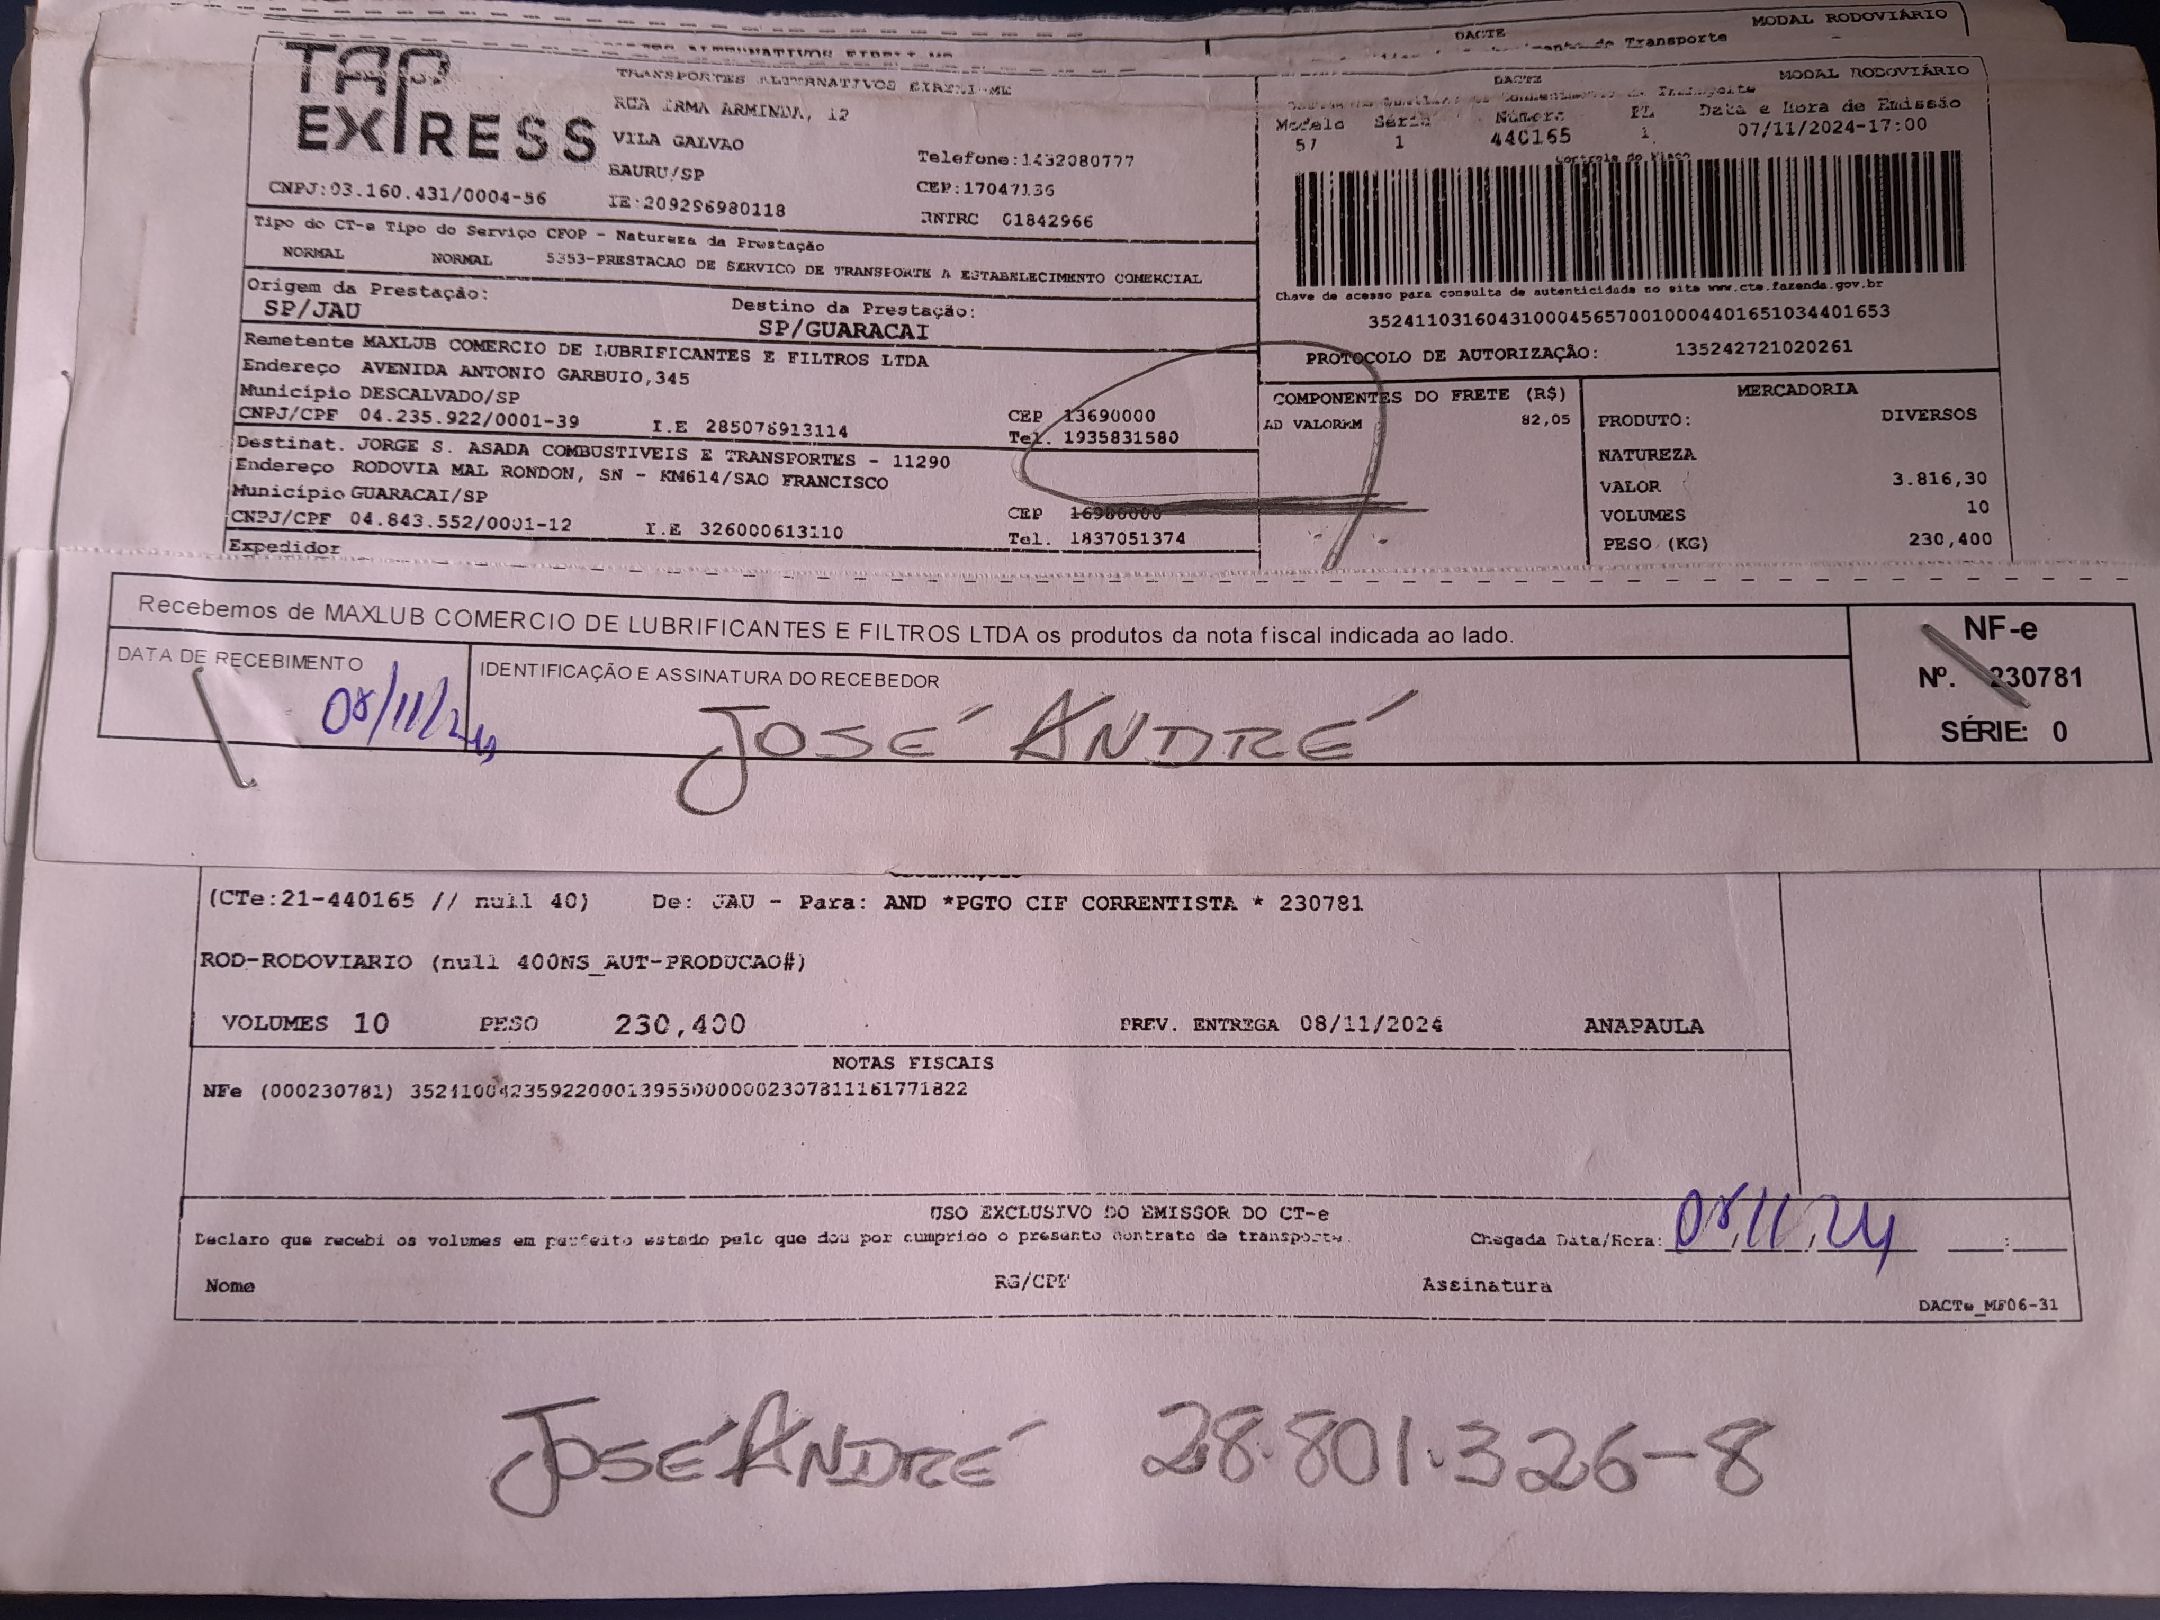 DACTE
MODAL RODOVIÁRIO
TAP EXPRESS
TRANSPORTES ALTERNATIVOS EIRELI-ME
RUA IRMA ARMINDA, 12
VILA GALVAO
BAURU/SP
Telefone:1432080777
CEP:17047136
CNPJ:03.160.431/0004-56
IE:209296980118
RNTRC 01842966
DACTE
MODAL RODOVIÁRIO
Modelo Série Número FL Data e Hora de Emissão
57 1 440165 1 07/11/2024-17:00
Controle do Fisco
Chave de acesso para consulta de autenticidade no site www.cte.fazenda.gov.br
35241103160431000456570010004401651034401653
PROTOCOLO DE AUTORIZAÇÃO: 135242721020261
Tipo do CT-e Tipo do Serviço CFOP - Natureza da Prestação
NORMAL NORMAL 5353-PRESTACAO DE SERVICO DE TRANSPORTE A ESTABELECIMENTO COMERCIAL
Origem da Prestação: Destino da Prestação:
SP/JAU SP/GUARACAI
Remetente MAXLUB COMERCIO DE LUBRIFICANTES E FILTROS LTDA
Endereço AVENIDA ANTONIO GARBUIO,345
Município DESCALVADO/SP CEP 13690000
CNPJ/CPF 04.235.922/0001-39 I.E 285076913114 Tel. 1935831580
Destinat. JORGE S. ASADA COMBUSTIVEIS E TRANSPORTES - 11290
Endereço RODOVIA MAL RONDON, SN - KM614/SAO FRANCISCO
Município GUARACAI/SP CEP 16980000
CNPJ/CPF 04.843.552/0001-12 I.E 326000613110 Tel. 1837051374
Expedidor
COMPONENTES DO FRETE (R$)
AD VALOREM 82,05
MERCADORIA
PRODUTO: DIVERSOS
NATUREZA
VALOR 3.816,30
VOLUMES 10
PESO (KG) 230,400
Recebemos de MAXLUB COMERCIO DE LUBRIFICANTES E FILTROS LTDA os produtos da nota fiscal indicada ao lado.
DATA DE RECEBIMENTO
08/11/24
IDENTIFICAÇÃO E ASSINATURA DO RECEBEDOR
JOSÉ ANDRÉ
NF-e
Nº. 230781
SÉRIE: 0
(CTe:21-440165 // null 40) De: JAU - Para: AND *PGTO CIF CORRENTISTA * 230781
ROD-RODOVIARIO (null 400NS_AUT-PRODUCAO#)
VOLUMES 10 PESO 230,400 PREV. ENTREGA 08/11/2024 ANAPAULA
NOTAS FISCAIS
NFe (000230781)
USO EXCLUSIVO DO EMISSOR DO CT-e
Declaro que recebi os volumes em perfeito estado pelo que dou por cumprido o presente contrato de transporte.
Chegada Data/Hora: 08/11/24 :
Nome RG/CPF Assinatura
DACTe_MF06-31
JOSÉ ANDRÉ 28.801.326-8